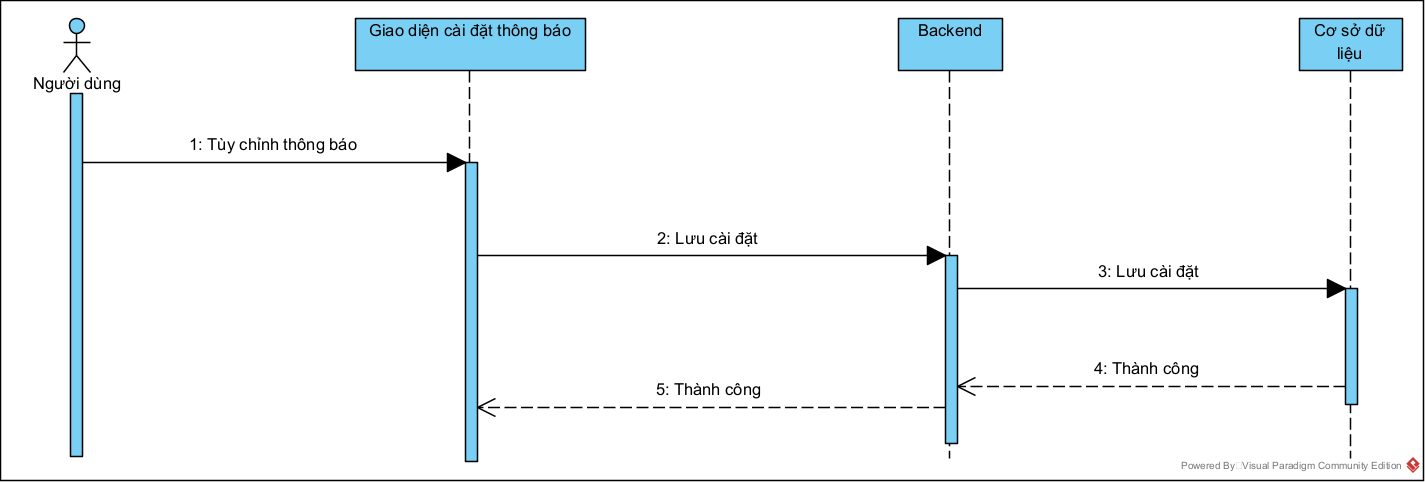 Giao diện cài đặt thông báo
Backend
Cơ sở dữ
liệu
Người dùng
1: Tùy chỉnh thông báo
2: Lưu cài đặt
3: Lưu cài đặt
4: Thành công
5: Thành công
Powered By Visual Paradigm Community Edition